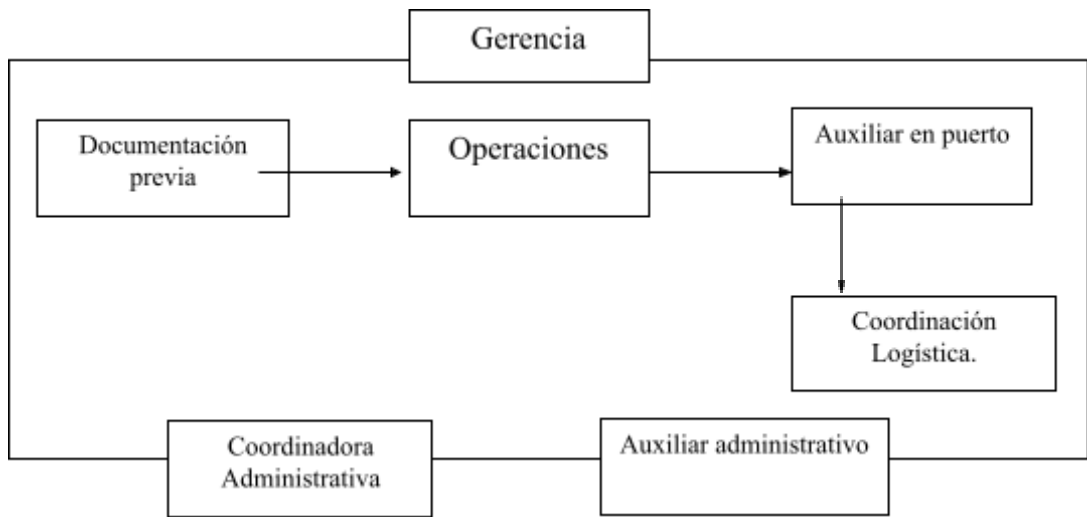 Gerencia
Documentación
previa
Operaciones
Auxiliar en puerto
Coordinación
Logística.
Coordinadora
Administrativa
Auxiliar administrativo